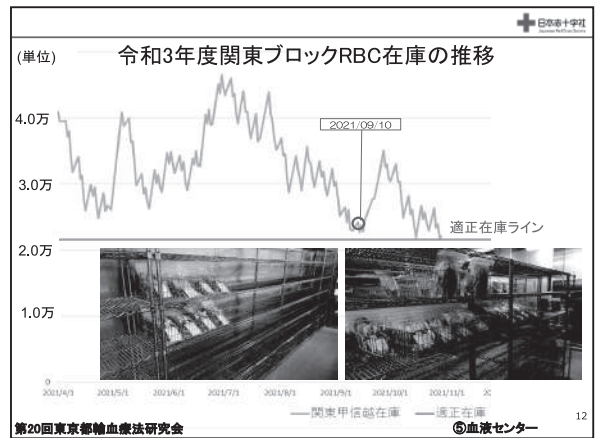 日本赤十字社
Japanese Red Cross Society
(単位)
令和3年度関東ブロックRBC在庫の推移
4.0万
2021/09/10
3.0万
適正在庫ライン
2.0万
1.0万
0
2021/4/1 2021/5/1 2021/6/1 2021/7/1 2021/8/1 2021/9/1 2021/10/1 2021/11/1 20
関東甲信越在庫 適正在庫
12
第20回東京都輸血療法研究会
⑤血液センター